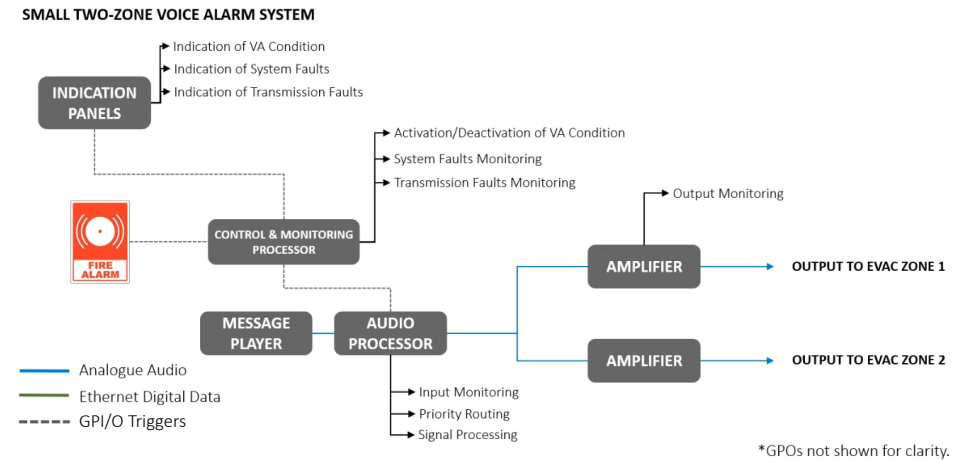 SMALL TWO-ZONE VOICE ALARM SYSTEM
Indication of VA Condition
Indication of System Faults
Indication of Transmission Faults
INDICATION
PANELS
Activation/Deactivation of VA Condition
System Faults Monitoring
Transmission Faults Monitoring
Output Monitoring
FIRE
ALARM
CONTROL & MONITORING
PROCESSOR
AMPLIFIER
OUTPUT TO EVAC ZONE 1
MESSAGE
PLAYER
AUDIO
PROCESSOR
AMPLIFIER
OUTPUT TO EVAC ZONE 2
Analogue Audio
Ethernet Digital Data
GPI/O Triggers
Input Monitoring
Priority Routing
Signal Processing
*GPOs not shown for clarity.